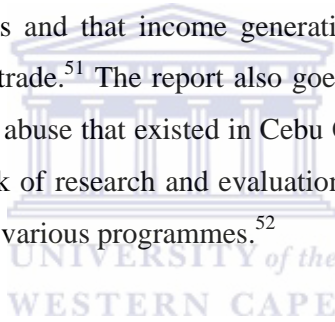 s and that income generati
trade.51 The report also goe
abuse that existed in Cebu
k of research and evaluation
various programmes.52
UNIVERSITY of the
WESTERN CAPE